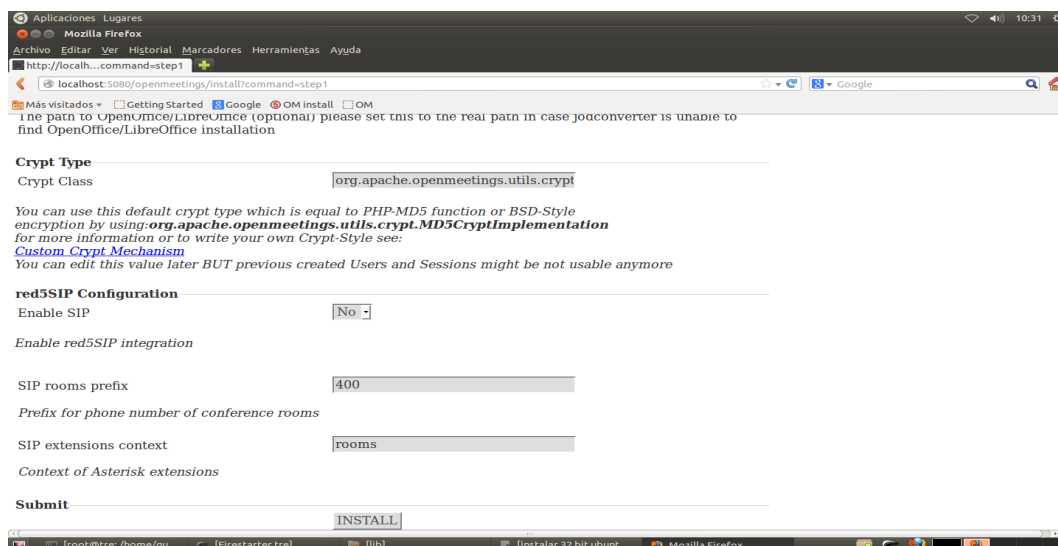 Aplicaciones Lugares
10:31
Mozilla Firefox
Archivo Editar Ver Historial Marcadores Herramientas Ayuda
http://localh...command=step1
localhost:5080/openmeetings/install?command=step1
Google
Más visitados Getting Started Google OM install OM
The path to OpenOffice/LibreOffice (optional) please set this to the real path in case jodconverter is unable to
find OpenOffice/LibreOffice installation
Crypt Type
Crypt Class org.apache.openmeetings.utils.crypt
You can use this default crypt type which is equal to PHP-MD5 function or BSD-Style
encryption by using:org.apache.openmeetings.utils.crypt.MD5CryptImplementation
for more information or to write your own Crypt-Style see:
Custom Crypt Mechanism
You can edit this value later BUT previous created Users and Sessions might be not usable anymore
red5SIP Configuration
Enable SIP No
Enable red5SIP integration
SIP rooms prefix 400
Prefix for phone number of conference rooms
SIP extensions context rooms
Context of Asterisk extensions
Submit
INSTALL
[root@tre: /home/gu... [Firestarter tre] [lib] [instalar 32 bit ubunt... Mozilla Firefox